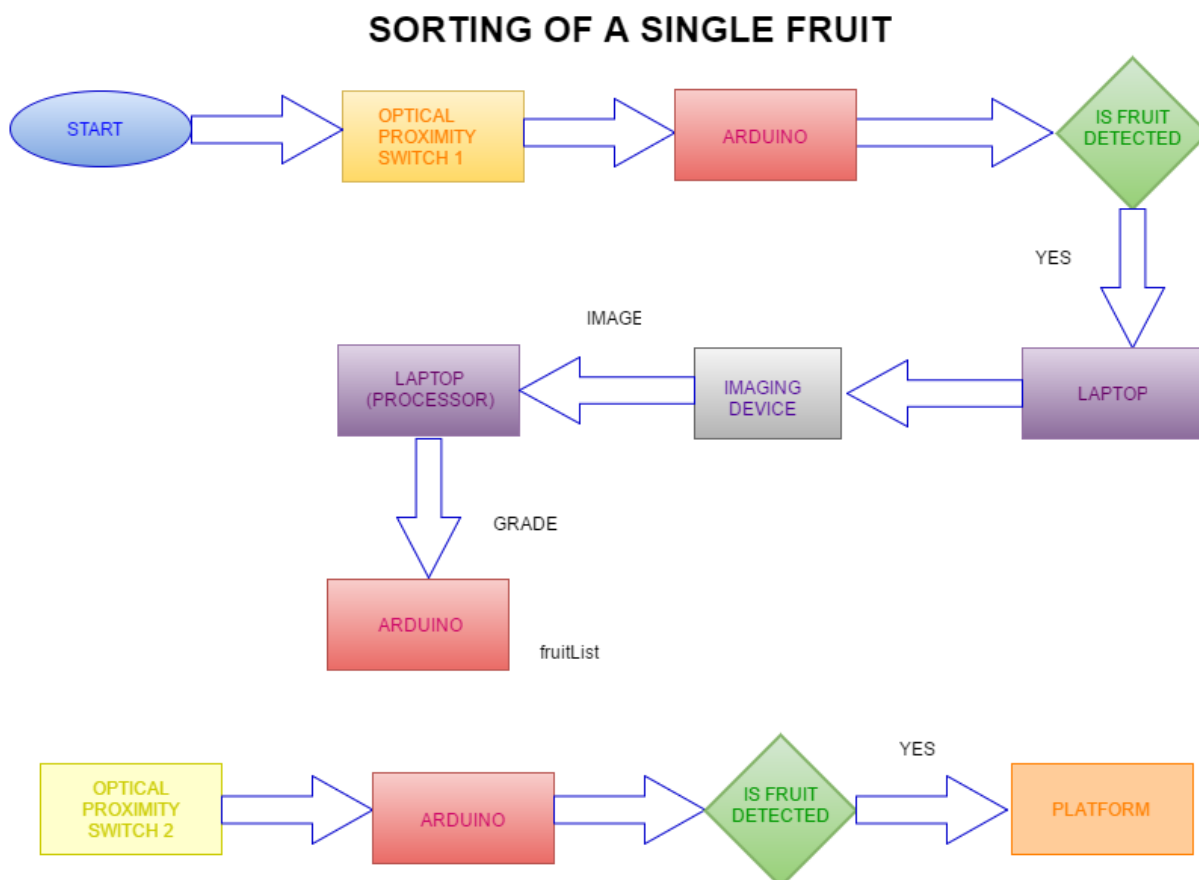 SORTING OF A SINGLE FRUIT
START
OPTICAL
PROXIMITY
SWITCH 1
ARDUINO
IS FRUIT
DETECTED
YES
IMAGE
LAPTOP
(PROCESSOR)
IMAGING
DEVICE
LAPTOP
GRADE
ARDUINO
fruitList
OPTICAL
PROXIMITY
SWITCH 2
ARDUINO
IS FRUIT
DETECTED
YES
PLATFORM